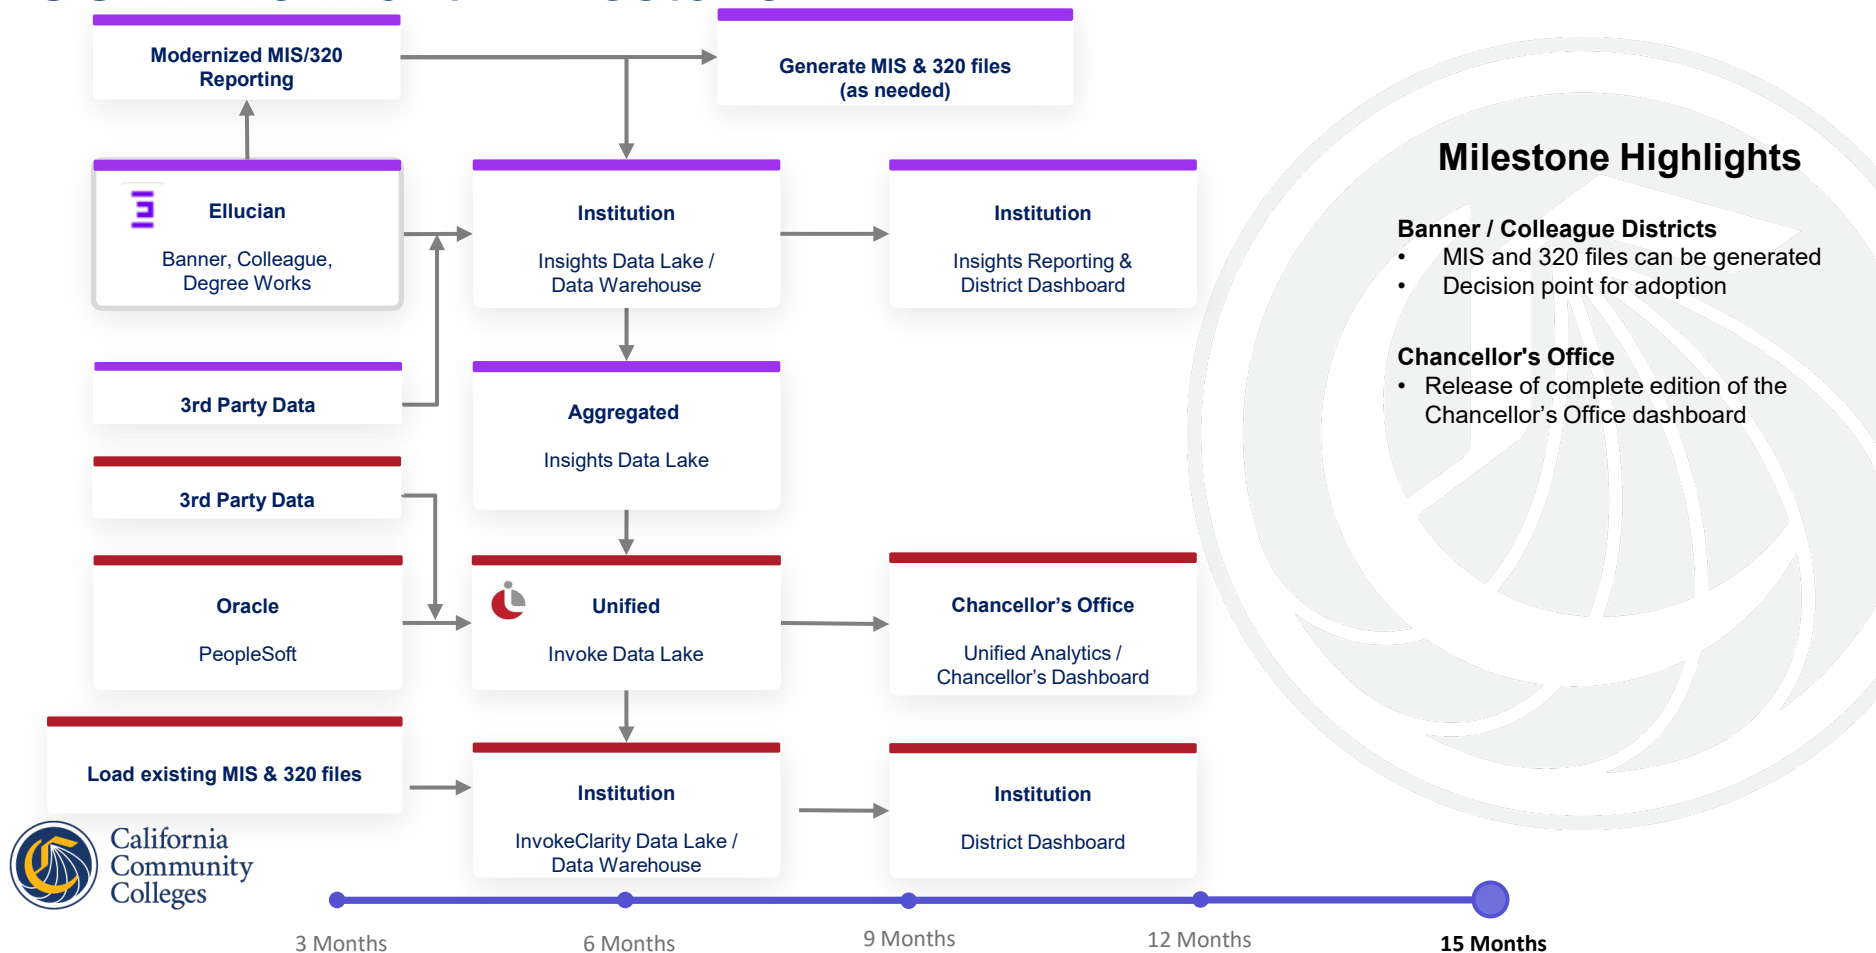 Modernized MIS/320
Reporting
Generate MIS & 320 files
(as needed)
Ellucian
Banner, Colleague,
Degree Works
Institution
Insights Data Lake /
Data Warehouse
Institution
Insights Reporting &
District Dashboard
3rd Party Data
Aggregated
Insights Data Lake
3rd Party Data
Oracle
PeopleSoft
Unified
Invoke Data Lake
Chancellor’s Office
Unified Analytics /
Chancellor’s Dashboard
Load existing MIS & 320 files
Institution
InvokeClarity Data Lake /
Data Warehouse
Institution
District Dashboard
Milestone Highlights
Banner / Colleague Districts
• MIS and 320 files can be generated
• Decision point for adoption
Chancellor's Office
• Release of complete edition of the
Chancellor’s Office dashboard
California
Community
Colleges
3 Months
6 Months
9 Months
12 Months
15 Months